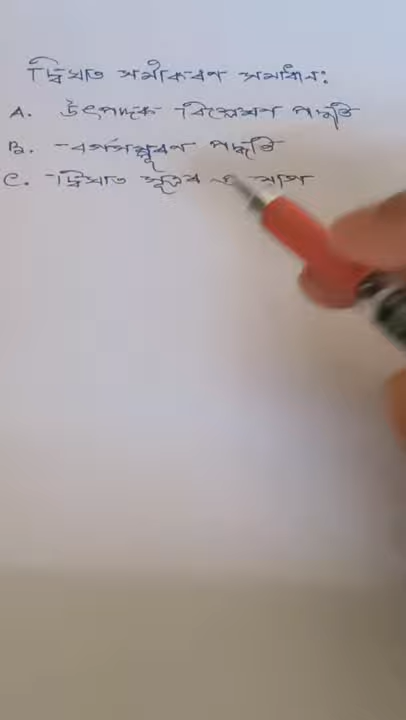 দ্বিঘাত সমীকরণ সমাধান:
A. উৎপাদক বিশ্লেষণ পদ্ধতি
B. বর্গপূরণ পদ্ধতি
C. দ্বিঘাত সূত্রের